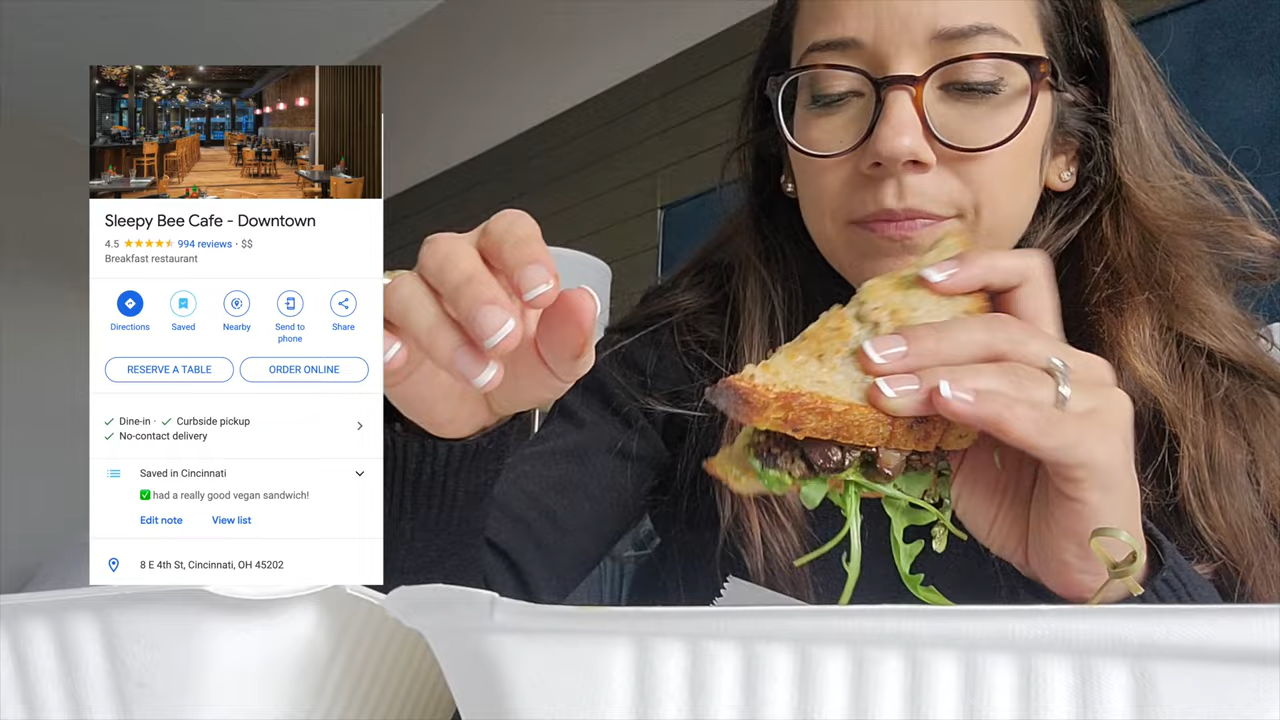 Sleepy Bee Cafe - Downtown
4.5 994 reviews · $$
Breakfast restaurant
Directions
Saved
Nearby
Send to phone
Share
RESERVE A TABLE
ORDER ONLINE
Dine-in · Curbside pickup
No-contact delivery
Saved in Cincinnati
✅ had a really good vegan sandwich!
Edit note View list
8 E 4th St, Cincinnati, OH 45202